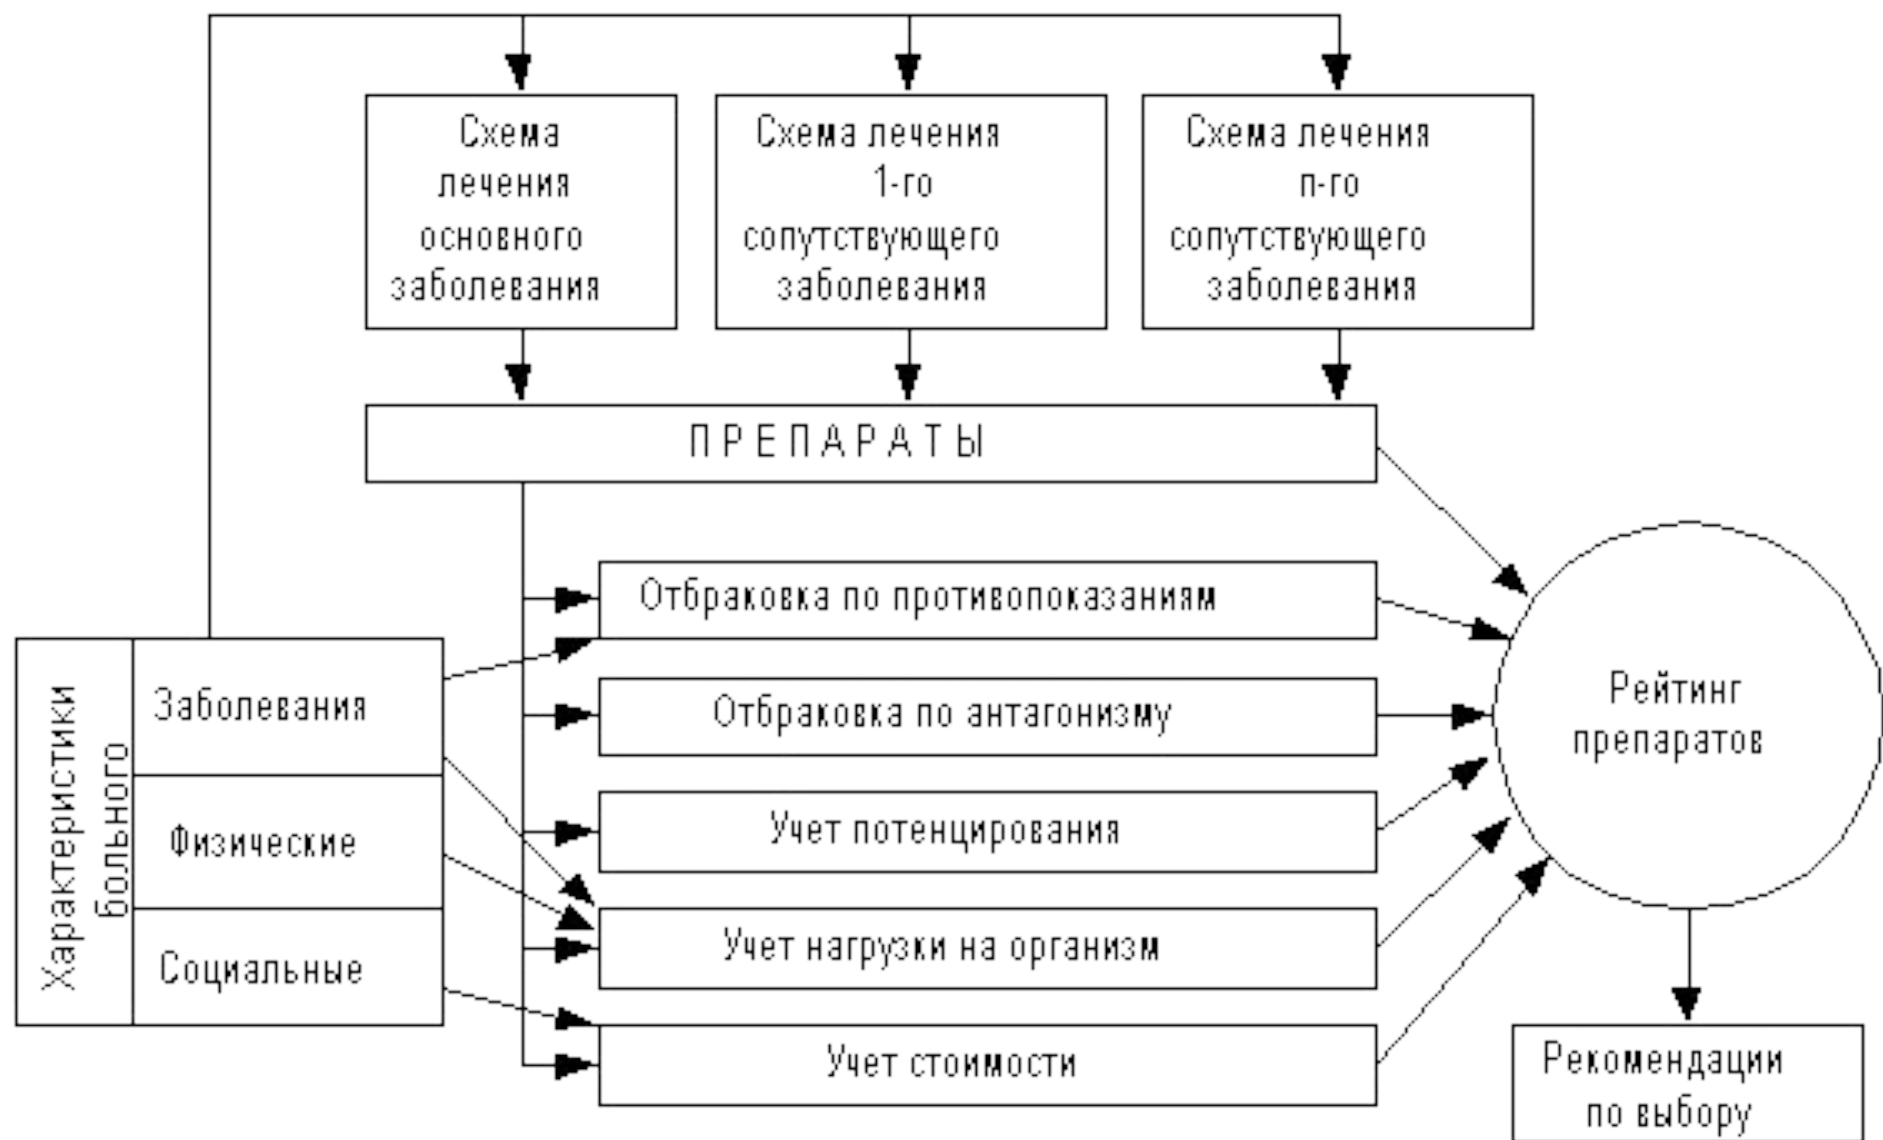 Схема
лечения
основного
заболевания
Схема лечения
1-го
сопутствующего
заболевания
Схема лечения
п-го
сопутствующего
заболевания
ПРЕПАРАТЫ
Отбраковка по противопоказаниям
Отбраковка по антагонизму
Учет потенцирования
Учет нагрузки на организм
Учет стоимости
Характеристики
больного
Заболевания
Физические
Социальные
Рейтинг
препаратов
Рекомендации
по выбору